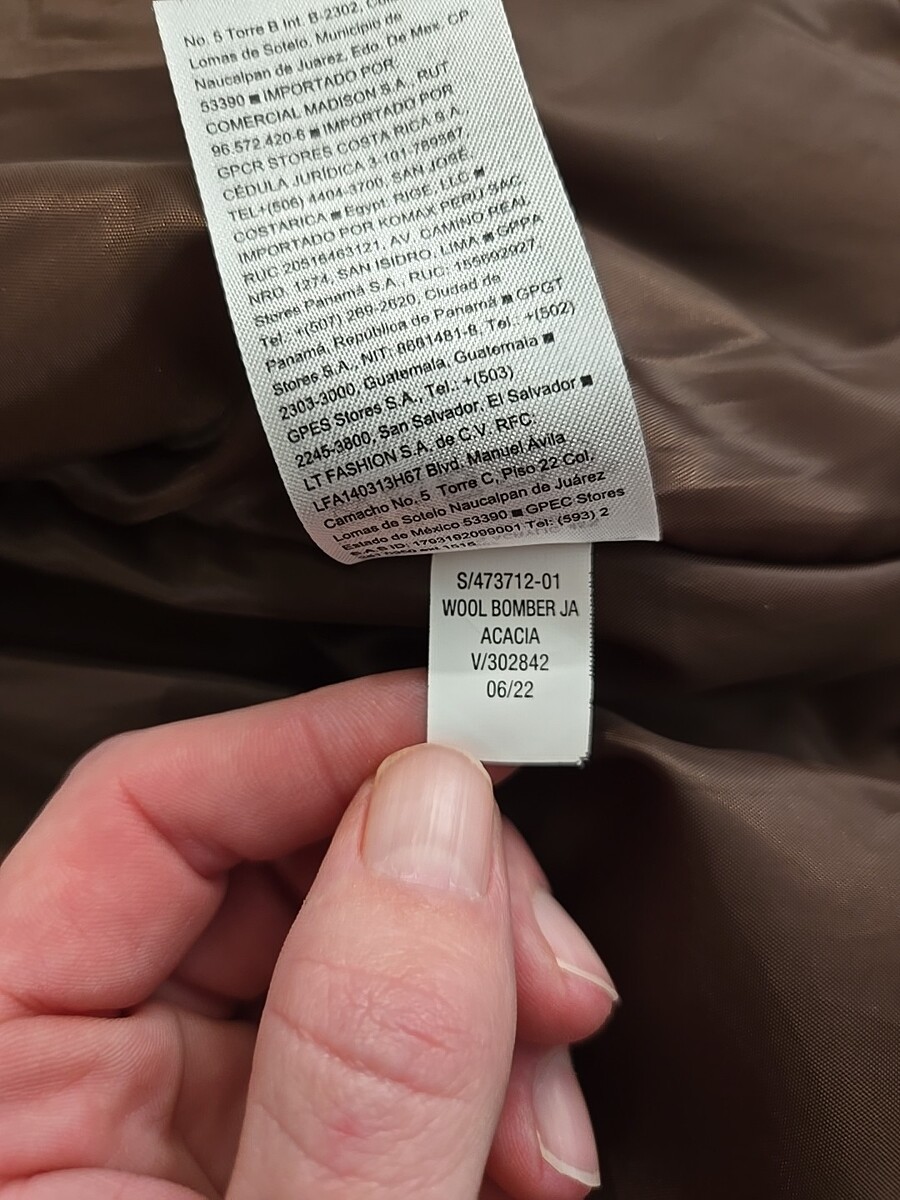 No. 5 Torre B Int. B-2302,
Lomas de Sotelo, Municipio de
Naucalpan de Juarez, Edo. De Mex. CP
53390 ■ IMPORTADO POR
COMERCIAL MADISON S.A., RUT
96.572.420-6 ■ IMPORTADO POR
GPCR STORES COSTA RICA S.A.,
CÉDULA JURÍDICA 3-101-789587,
TEL+(506) 4404-3700, SAN JOSÉ,
COSTARICA ■ Egypt: RIGE, LLC ■
IMPORTADO POR KOMAX PERU SAC
RUC 20516463121, AV. CAMINO REAL
NRO. 1274, SAN ISIDRO, LIMA ■ GPPA
Stores Panamá S.A., RUC: 155692927,
Tel.: +(507) 269-2620, Ciudad de
Panamá, República de Panamá ■ GPGT
Stores S.A., NIT: 8661481-8, Tel.: +(502)
2303-3000, Guatemala, Guatemala ■
GPES Stores S.A., Tel.: +(503)
2245-3800, San Salvador, El Salvador ■
LT FASHION S.A. de C.V. RFC:
LFA140313H67 Blvd. Manuel Ávila
Camacho No. 5 Torre C, Piso 22 Col.
Lomas de Sotelo Naucalpan de Juárez
Estado de México 53390 ■ GPEC Stores
S.A.S ID: 1793192099001 Tel: (593) 2
S/473712-01
WOOL BOMBER JA
ACACIA
V/302842
06/22